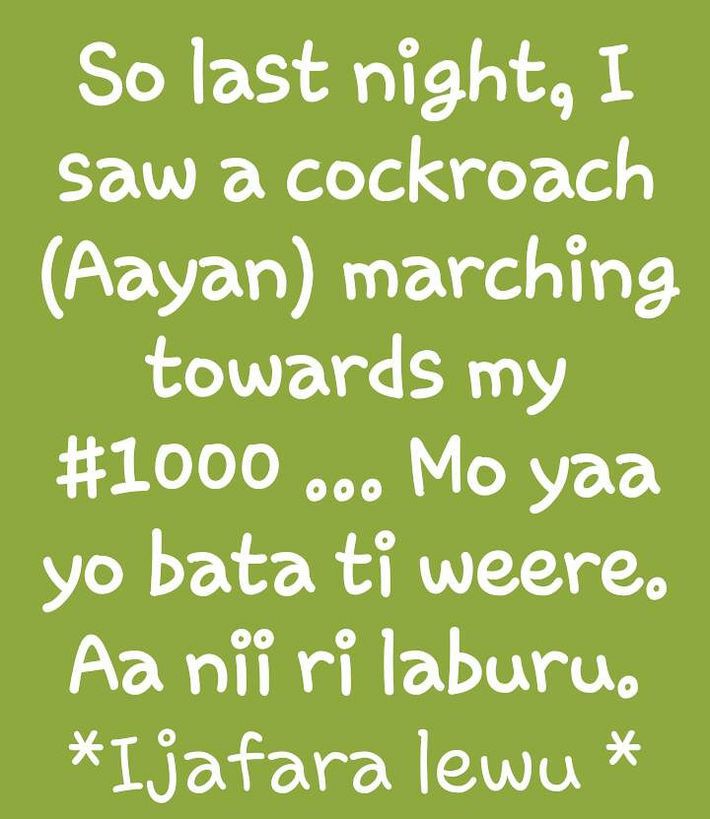 So last night, I
saw a cockroach
(Aayan) marching
towards my
#1000 ... Mo yaa
yo bata ti weere.
Aa nii ri laburu.
*Ijafara lewu *